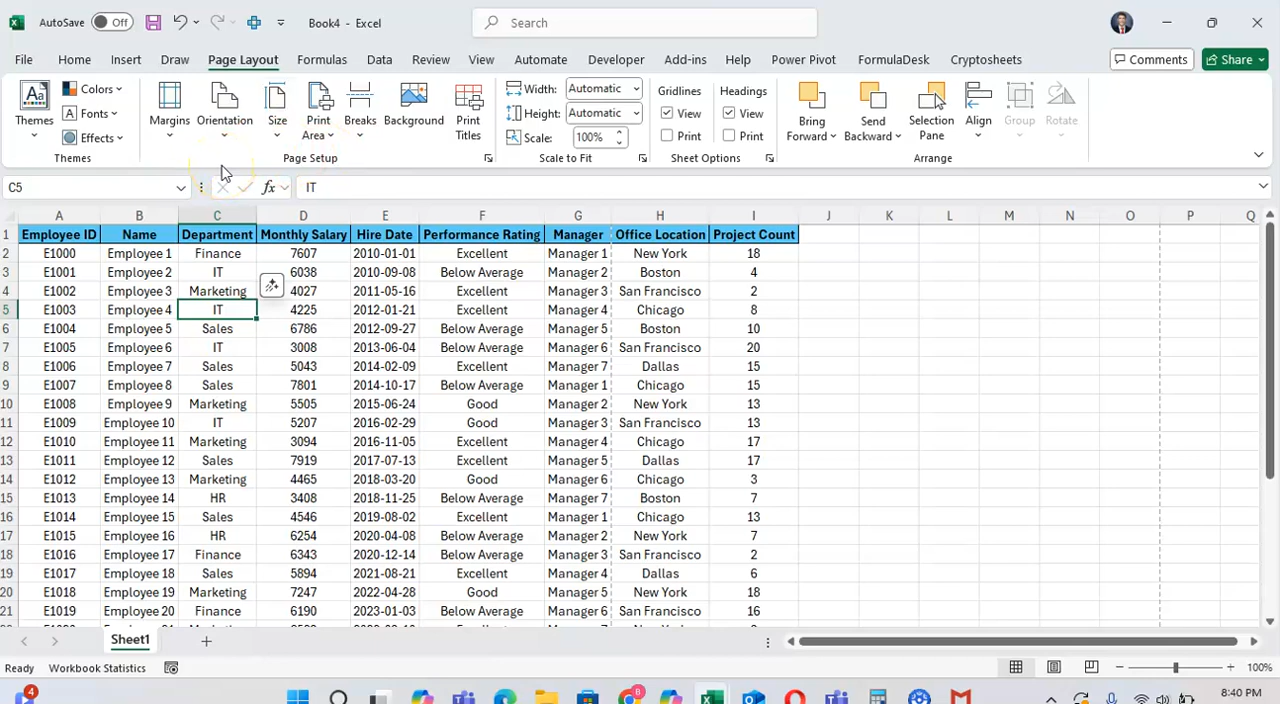 AutoSave Off Book4 - Excel Search
File Home Insert Draw Page Layout Formulas Data Review View Automate Developer Add-ins Help Power Pivot FormulaDesk Cryptosheets Comments Share
Themes Colors Fonts Effects Margins Orientation Size Print Area Breaks Background Print Titles Width: Automatic Height: Automatic Scale: 100% Gridlines View Print Headings View Print Bring Forward Send Backward Selection Pane Align Group Rotate
Themes Page Setup Scale to Fit Sheet Options Arrange
C5 fx IT
A B C D E F G H I J K L M N O P Q
1 Employee ID Name Department Monthly Salary Hire Date Performance Rating Manager Office Location Project Count
2 E1000 Employee 1 Finance 7607 2010-01-01 Excellent Manager 1 New York 18
3 E1001 Employee 2 IT 6038 2010-09-08 Below Average Manager 2 Boston 4
4 E1002 Employee 3 Marketing 4027 2011-05-16 Excellent Manager 3 San Francisco 2
5 E1003 Employee 4 IT 4225 2012-01-21 Excellent Manager 4 Chicago 8
6 E1004 Employee 5 Sales 6786 2012-09-27 Below Average Manager 5 Boston 10
7 E1005 Employee 6 IT 3008 2013-06-04 Below Average Manager 6 San Francisco 20
8 E1006 Employee 7 Sales 5043 2014-02-09 Excellent Manager 7 Dallas 15
9 E1007 Employee 8 Sales 7801 2014-10-17 Below Average Manager 1 Chicago 15
10 E1008 Employee 9 Marketing 5505 2015-06-24 Good Manager 2 New York 13
11 E1009 Employee 10 IT 5207 2016-02-29 Good Manager 3 San Francisco 13
12 E1010 Employee 11 Marketing 3094 2016-11-05 Excellent Manager 4 Chicago 17
13 E1011 Employee 12 Sales 7919 2017-07-13 Excellent Manager 5 Dallas 17
14 E1012 Employee 13 Marketing 4465 2018-03-20 Good Manager 6 Chicago 3
15 E1013 Employee 14 HR 3408 2018-11-25 Below Average Manager 7 Boston 7
16 E1014 Employee 15 Sales 4546 2019-08-02 Excellent Manager 1 Chicago 13
17 E1015 Employee 16 HR 6254 2020-04-08 Below Average Manager 2 New York 7
18 E1016 Employee 17 Finance 6343 2020-12-14 Below Average Manager 3 San Francisco 2
19 E1017 Employee 18 Sales 5894 2021-08-21 Excellent Manager 4 Dallas 6
20 E1018 Employee 19 Marketing 7247 2022-04-28 Good Manager 5 New York 18
21 E1019 Employee 20 Finance 6190 2023-01-03 Below Average Manager 6 San Francisco 16
Sheet1
Ready Workbook Statistics 100%
4 8 8:40 PM